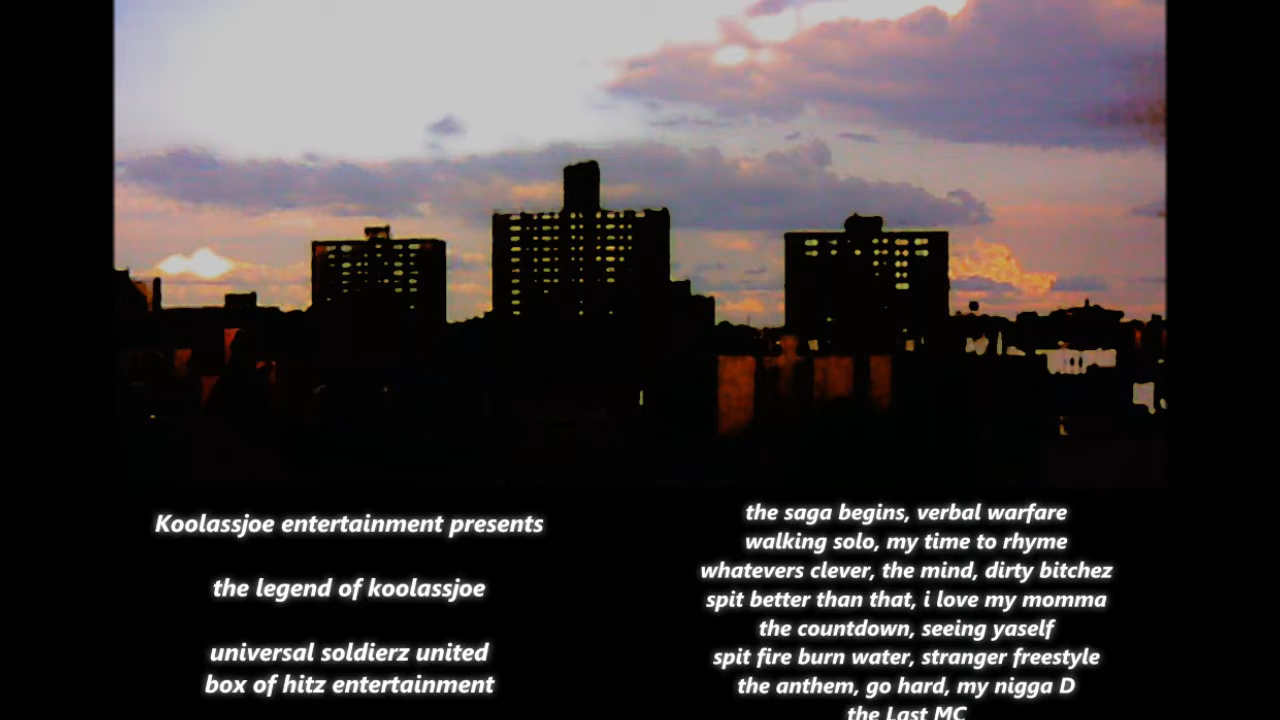 Koolassjoe entertainment presents
the legend of koolassjoe
universal soldierz united
box of hitz entertainment
the saga begins, verbal warfare
walking solo, my time to rhyme
whatevers clever, the mind, dirty bitchez
spit better than that, i love my momma
the countdown, seeing yaself
spit fire burn water, stranger freestyle
the anthem, go hard, my nigga D
the Last MC